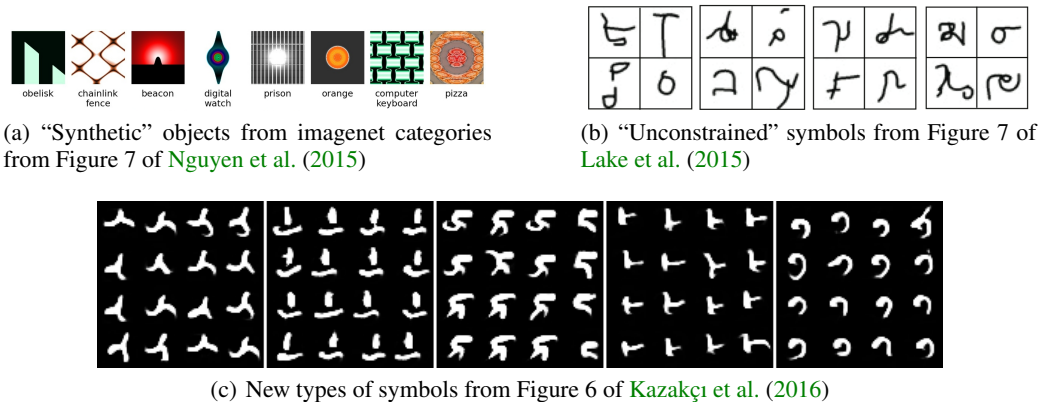 obelisk chainlink fence beacon digital watch prison orange computer keyboard pizza
(a) “Synthetic” objects from imagenet categories
from Figure 7 of Nguyen et al. (2015)
(b) “Unconstrained” symbols from Figure 7 of
Lake et al. (2015)
(c) New types of symbols from Figure 6 of Kazakçı et al. (2016)